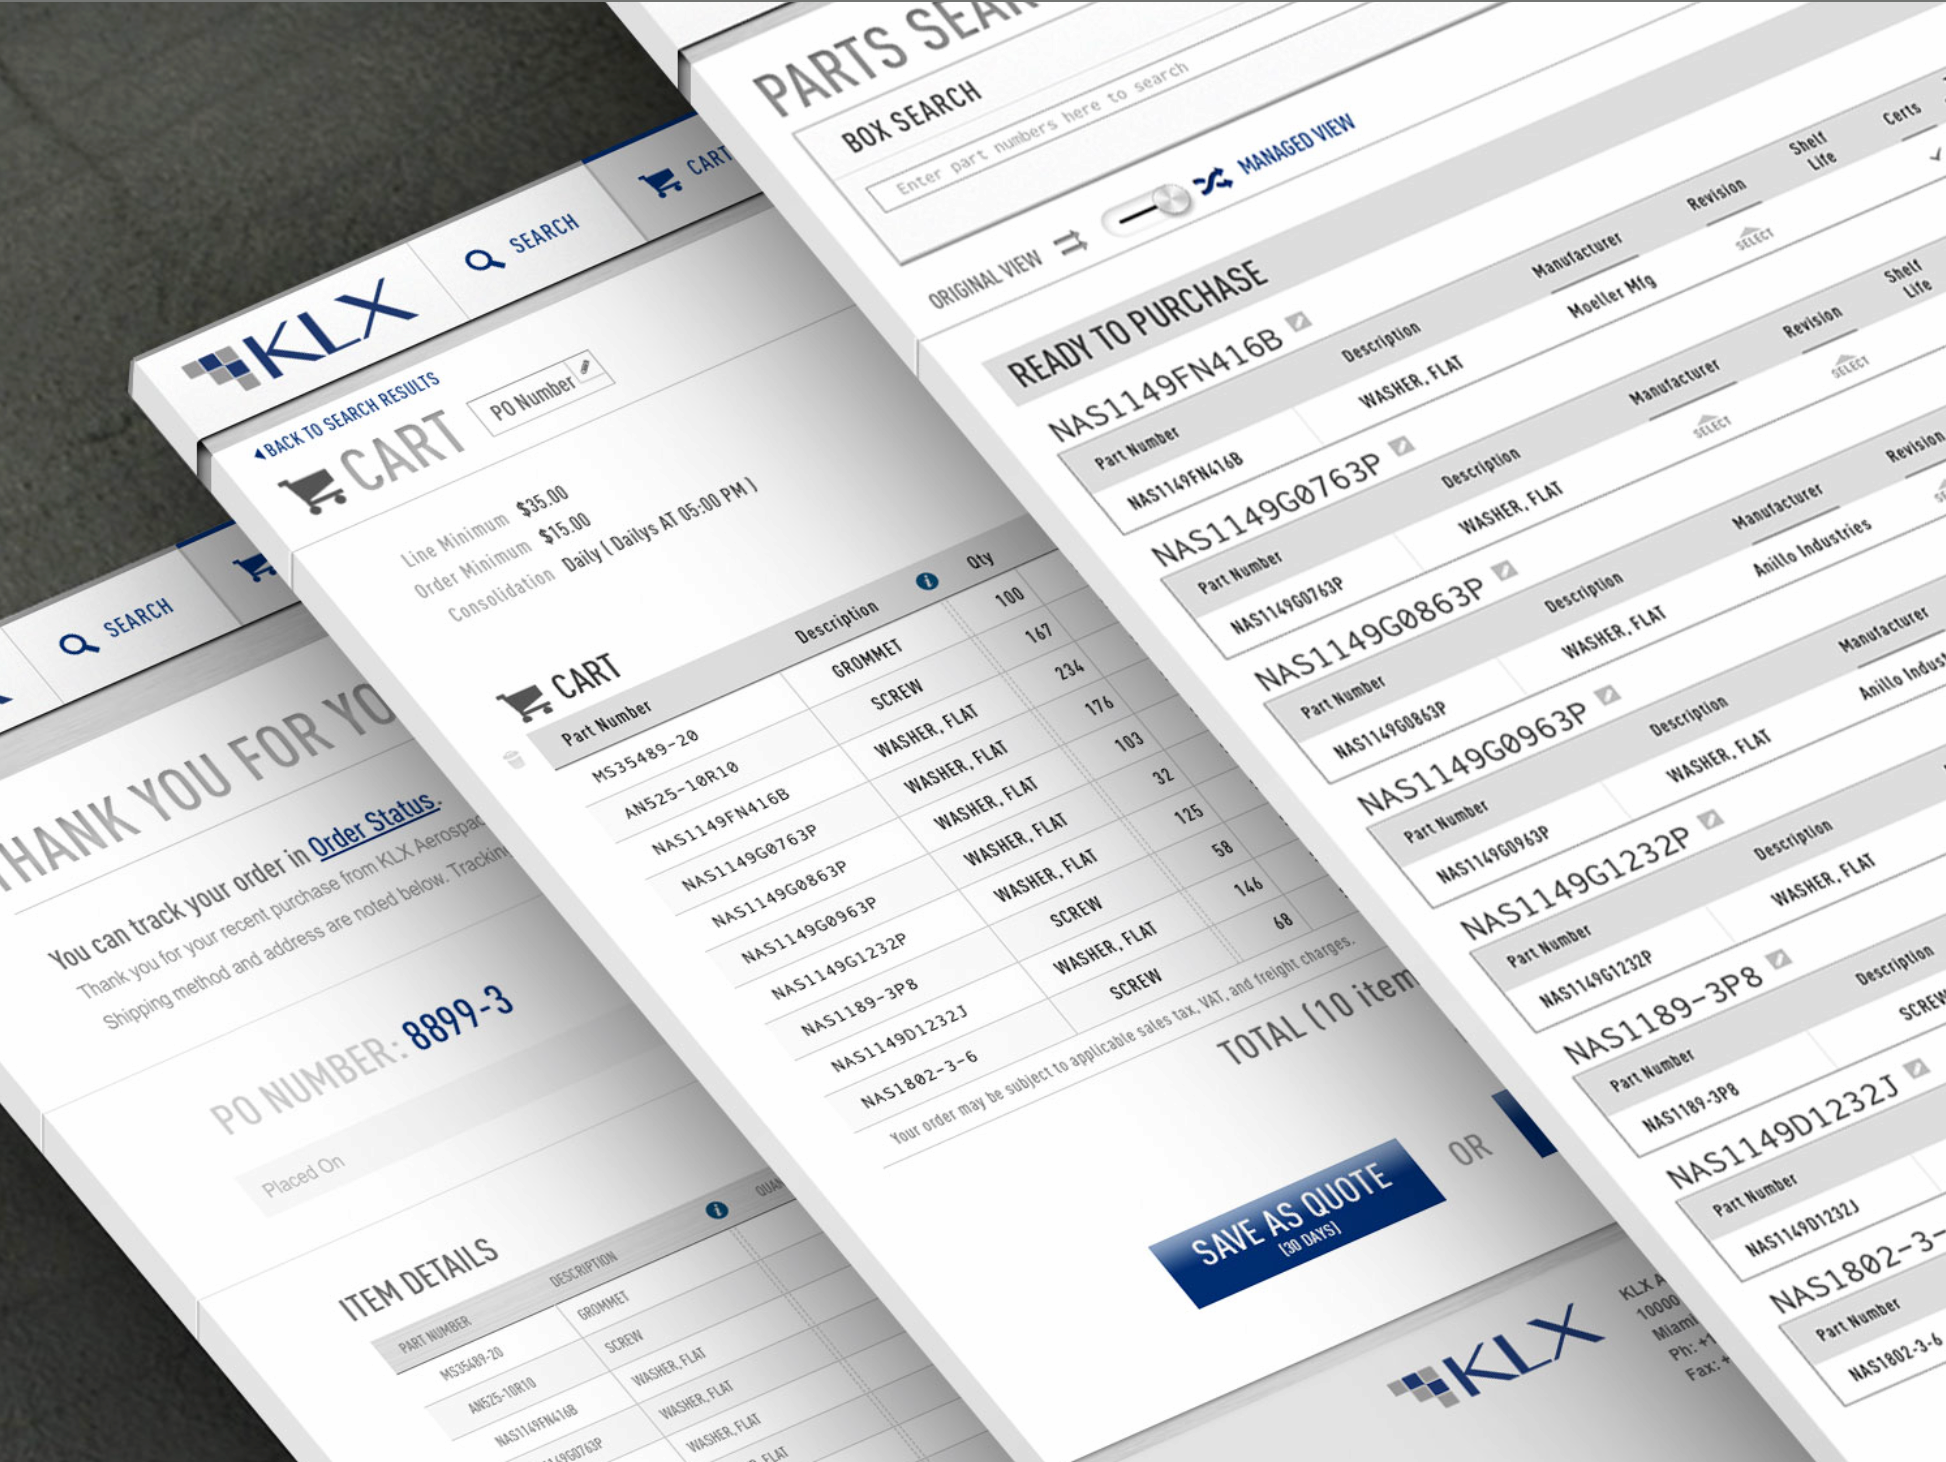 SEARCH
THANK YOU FOR YO
You can track your order in Order Status.
Thank you for your recent purchase from KLX Aerospac
Shipping method and address are noted below. Tracking
PO NUMBER: 8899-3
Placed On
ITEM DETAILS
PART NUMBER DESCRIPTION
MS35489-20 GROMMET
AN525-10R10 SCREW
NAS1149FN416B WASHER, FLAT
149G0763P WASHER, FLAT
WASHER, FLAT
KLX SEARCH CART
BACK TO SEARCH RESULTS
CART PO Number
Line Minimum $35.00
Order Minimum $15.00
Consolidation Daily ( Dailys AT 05:00 PM )
CART
Part Number Description i Qty
MS35489-20 GROMMET 100
AN525-10R10 SCREW 167
NAS1149FN416B WASHER, FLAT 234
NAS1149G0763P WASHER, FLAT 176
NAS1149G0863P WASHER, FLAT 103
NAS1149G0963P WASHER, FLAT 32
NAS1149G1232P WASHER, FLAT 125
NAS1189-3P8 SCREW 58
NAS1149D1232J WASHER, FLAT 146
NAS1802-3-6 SCREW 68
Your order may be subject to applicable sales tax, VAT, and freight charges.
TOTAL (10 item
SAVE AS QUOTE OR
(30 DAYS)
KLX
KLX A
10000
Miami
Ph: +1
Fax: +
PARTS SEAR
BOX SEARCH
Enter part numbers here to search
ORIGINAL VIEW MANAGED VIEW
READY TO PURCHASE
NAS1149FN416B
Part Number Description Manufacturer Revision Shelf Life Certs
NAS1149FN416B WASHER, FLAT Moeller Mfg SELECT
NAS1149G0763P
Part Number Description Manufacturer Revision Shelf Life
NAS1149G0763P WASHER, FLAT SELECT SELECT
NAS1149G0863P
Part Number Description Manufacturer Revision
NAS1149G0863P WASHER, FLAT Anillo Industries
NAS1149G0963P
Part Number Description Manufacturer
NAS1149G0963P WASHER, FLAT Anillo Indust
NAS1149G1232P
Part Number Description
NAS1149G1232P WASHER, FLAT
NAS1189-3P8
Part Number Description
NAS1189-3P8 SCREW
NAS1149D1232J
Part Number
NAS1149D1232J
NAS1802-3-
Part Number
NAS1802-3-6